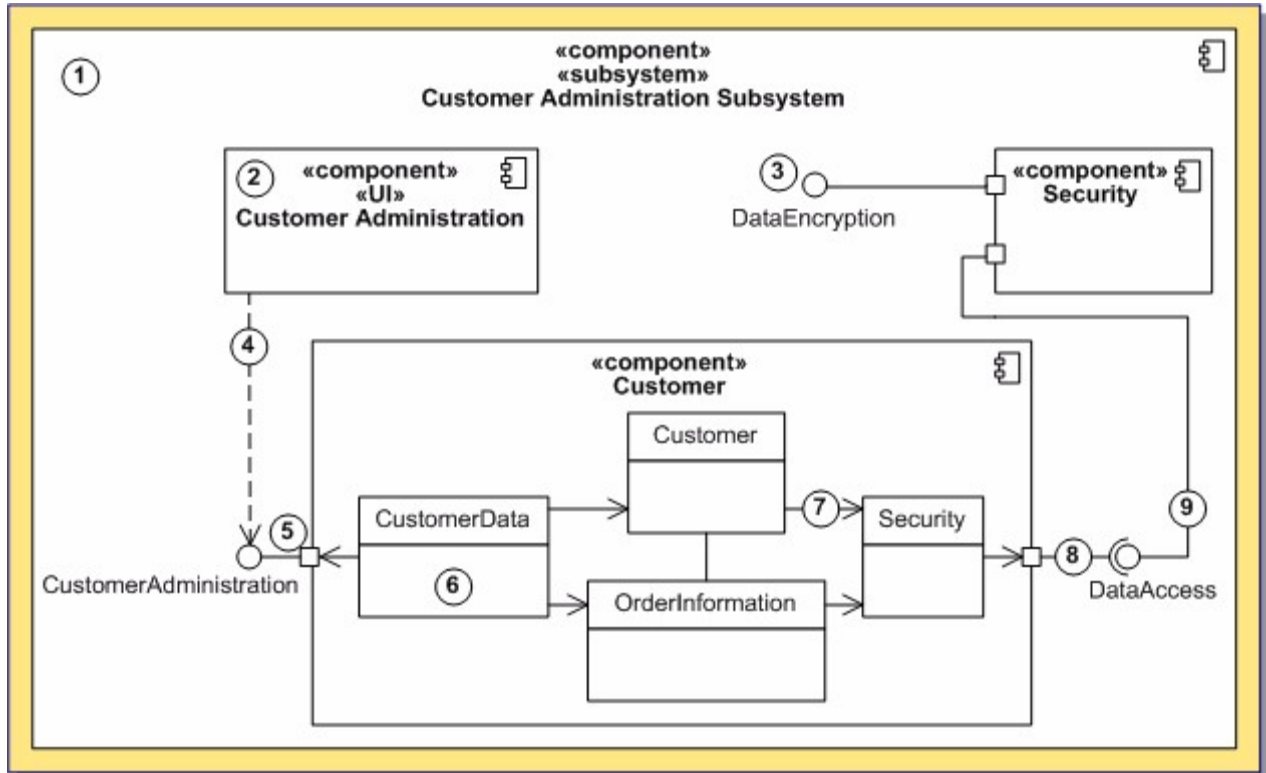 «component»
«subsystem»
Customer Administration Subsystem
1
2
«component»
«UI»
Customer Administration
3
DataEncryption
«component»
Security
4
«component»
Customer
Customer
CustomerData
7
Security
9
5
6
8
CustomerAdministration
OrderInformation
DataAccess